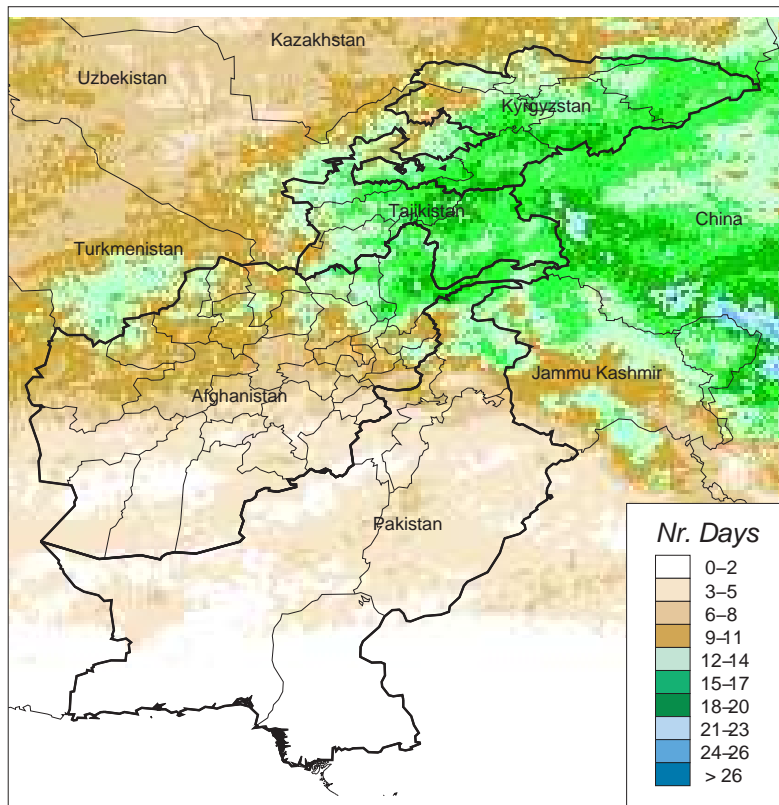 Kazakhstan
Uzbekistan
Kyrgyzstan
Tajikistan
China
Turkmenistan
Jammu Kashmir
Afghanistan
Pakistan
Nr. Days
0–2
3–5
6–8
9–11
12–14
15–17
18–20
21–23
24–26
> 26